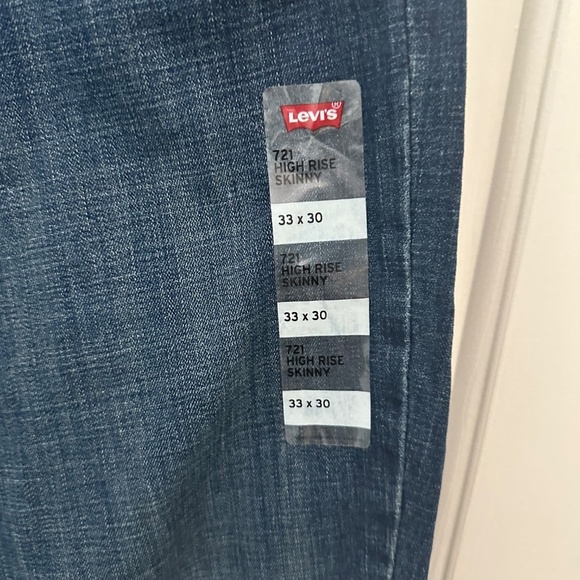 Levi's ®
721
HIGH RISE
SKINNY
33 x 30
721
HIGH RISE
SKINNY
33 x 30
721
HIGH RISE
SKINNY
33 x 30